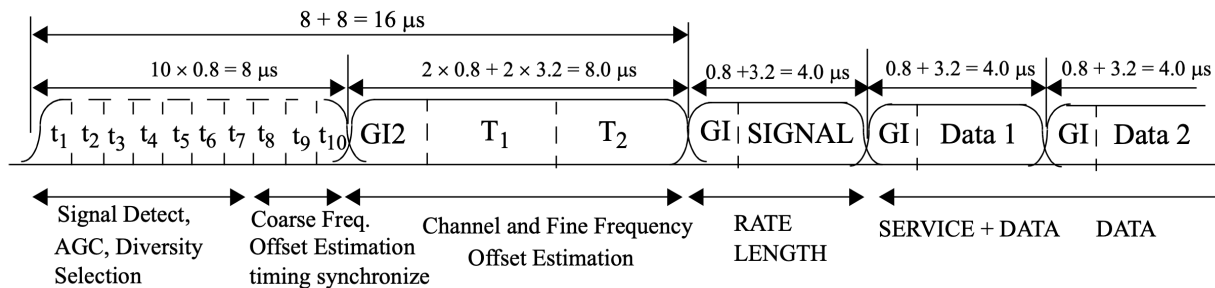 8 + 8 = 16 μs
10 × 0.8 = 8 μs
2 × 0.8 + 2 × 3.2 = 8.0 μs
0.8 +3.2 = 4.0 μs
0.8 + 3.2 = 4.0 μs
0.8 + 3.2 = 4.0 μs
t1 t2 t3 t4 t5 t6 t7 t8 t9 t10 GI2 T1 T2 GI SIGNAL GI Data 1 GI Data 2
Signal Detect,
AGC, Diversity
Selection
Coarse Freq.
Offset Estimation
timing synchronize
Channel and Fine Frequency
Offset Estimation
RATE
LENGTH
SERVICE + DATA
DATA